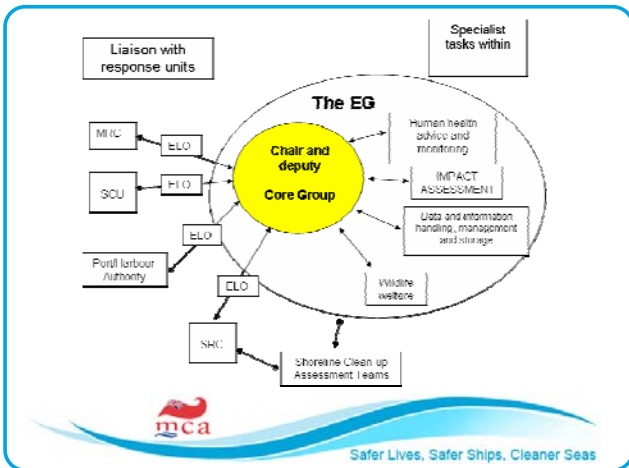 Liaison with
response units
Specialist
tasks within
The EG
MRC
ELO
Chair and
deputy
Core Group
Human health
advice and
monitoring
SCU
ELO
IMPACT
ASSESSMENT
ELO
Data and information
handling, management
and storage
Port/Harbour
Authority
ELO
Wildlife
welfare
SRC
Shoreline Clean up
Assessment Teams
mca
Safer Lives, Safer Ships, Cleaner Seas